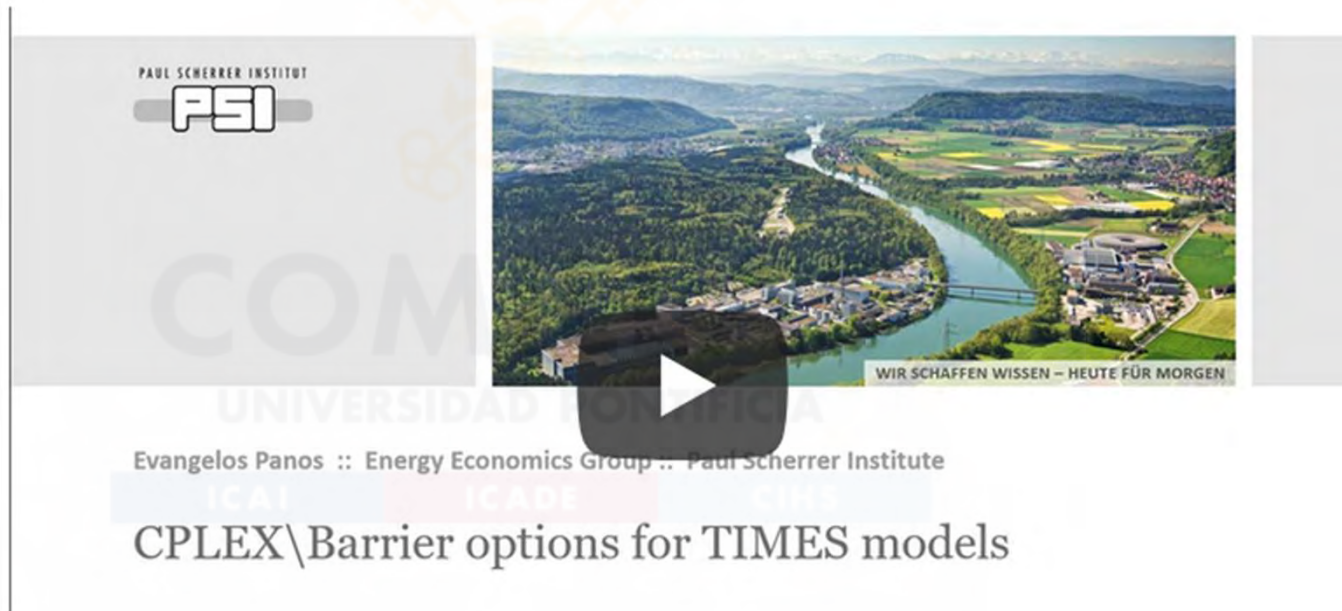 PAUL SCHERRER INSTITUT
PSI
WIR SCHAFFEN WISSEN – HEUTE FÜR MORGEN
COM
UNIVERSIDAD PONTIFICIA
Evangelos Panos :: Energy Economics Group :: Paul Scherrer Institute
ICAI ICADE CIHS
CPLEX\Barrier options for TIMES models